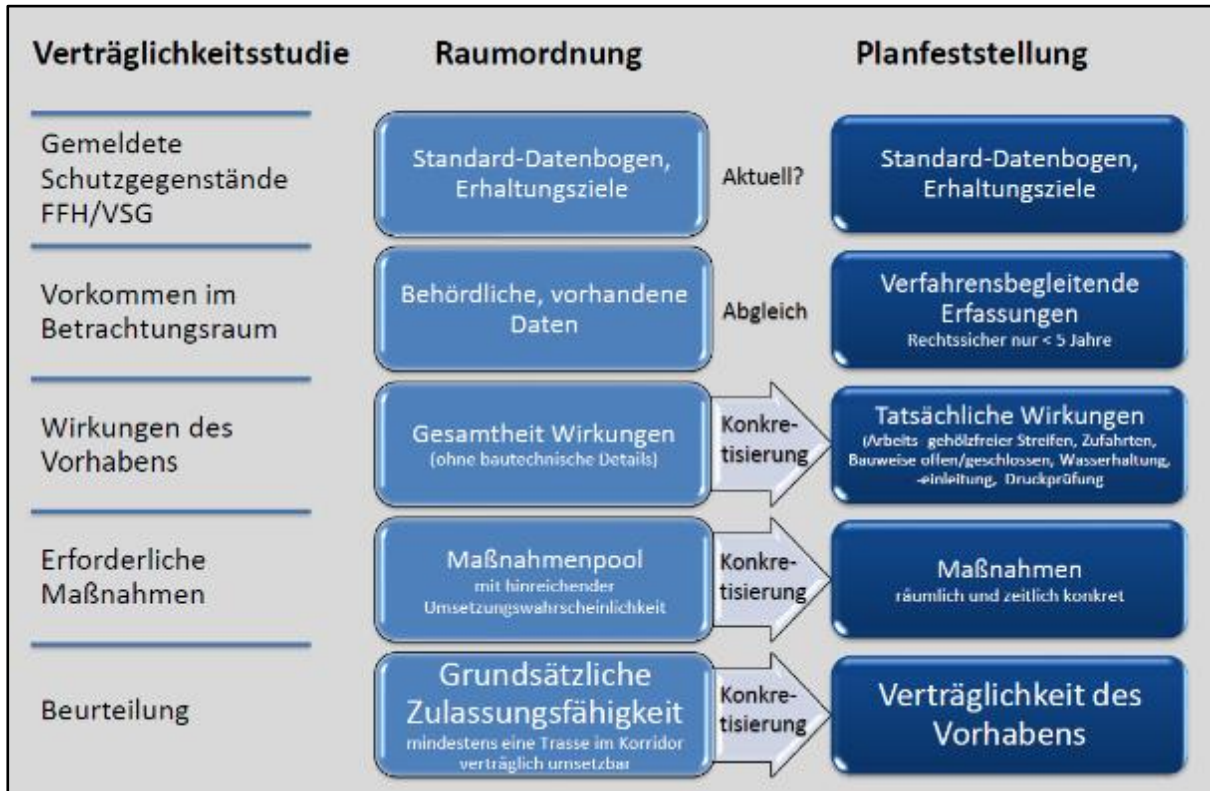 Verträglichkeitsstudie
Raumordnung
Planfeststellung
Gemeldete
Schutzgegenstände
FFH/VSG
Standard-Datenbogen,
Erhaltungsziele
Aktuell?
Standard-Datenbogen,
Erhaltungsziele
Vorkommen im
Betrachtungsraum
Behördliche, vorhandene
Daten
Abgleich
Verfahrensbegleitende
Erfassungen
Rechtssicher nur < 5 Jahre
Wirkungen des
Vorhabens
Gesamtheit Wirkungen
(ohne bautechnische Details)
Konkre-
tisierung
Tatsächliche Wirkungen
(Arbeits gehölzfreier Streifen, Zufahrten,
Bauweise offen/geschlossen, Wasserhaltung,
-einleitung, Druckprüfung
Erforderliche
Maßnahmen
Maßnahmenpool
mit hinreichender
Umsetzungswahrscheinlichkeit
Konkre-
tisierung
Maßnahmen
räumlich und zeitlich konkret
Beurteilung
Grundsätzliche
Zulassungsfähigkeit
mindestens eine Trasse im Korridor
verträglich umsetzbar
Konkre-
tisierung
Verträglichkeit des
Vorhabens